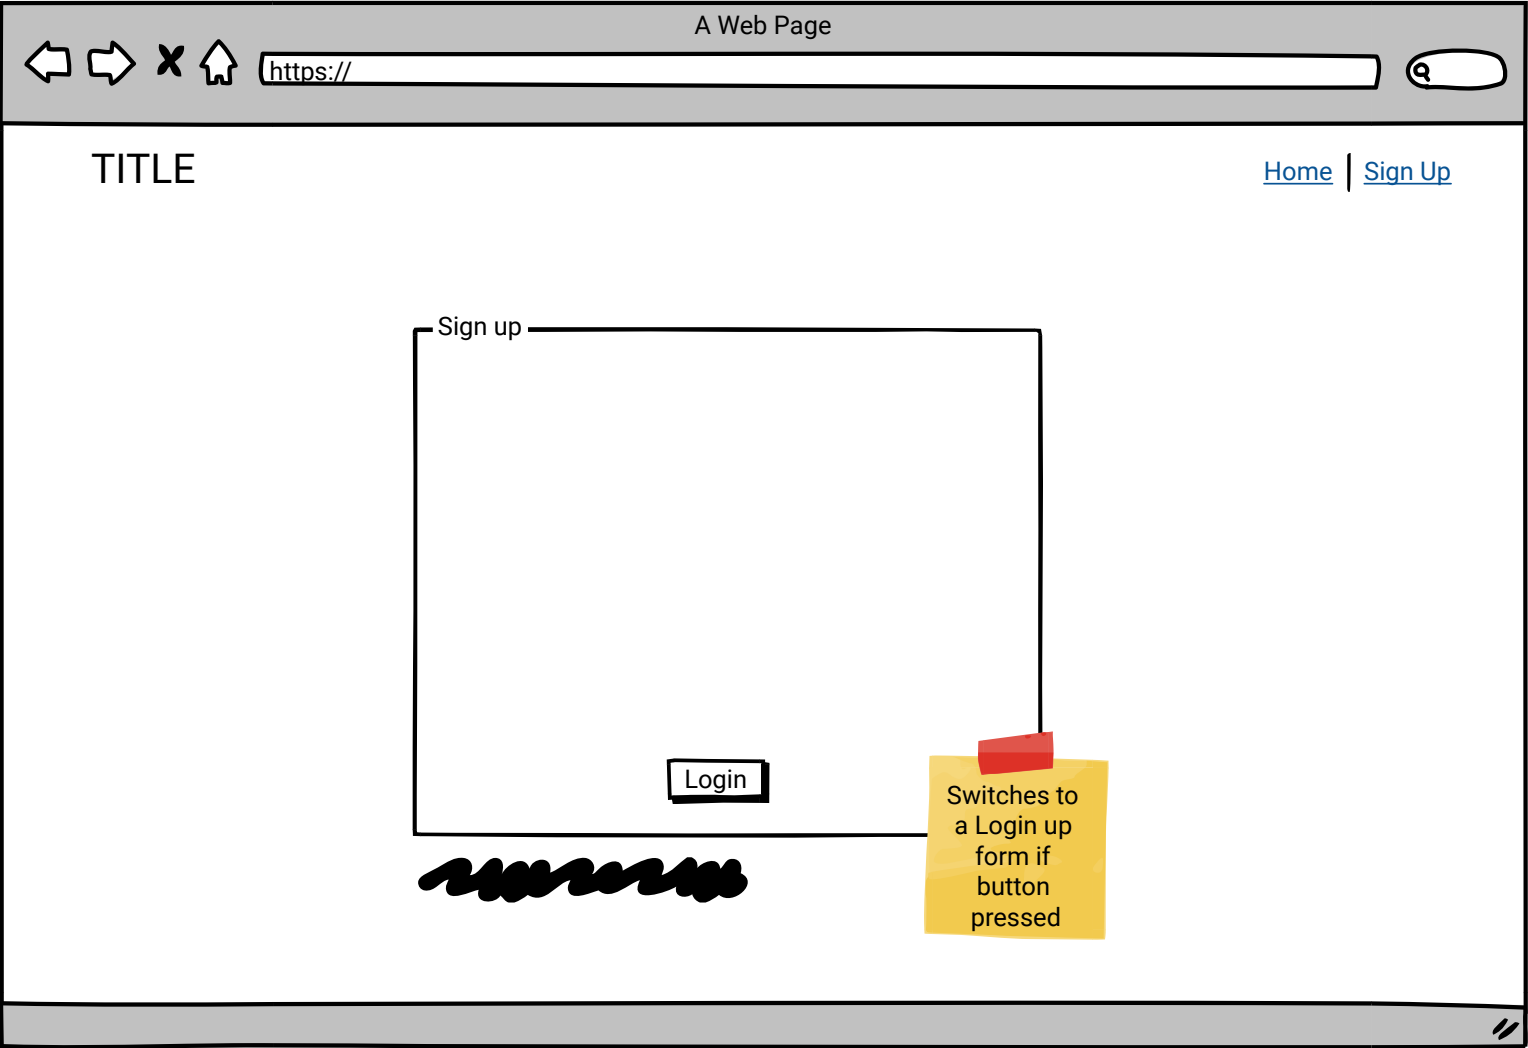 A Web Page
https://
TITLE
Home
Sign Up
Sign up
Login
Switches to
a Login up
form if
button
pressed